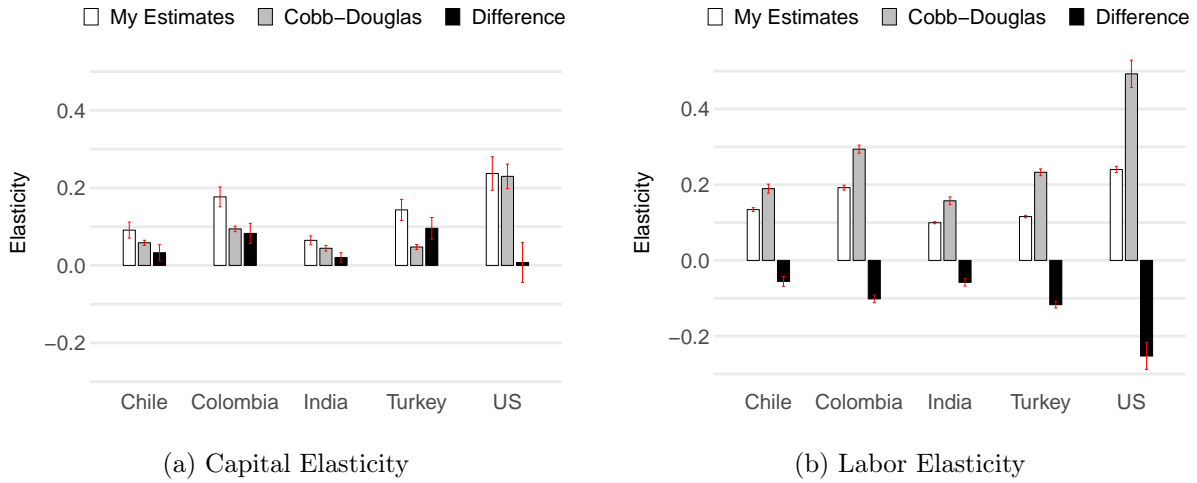 My Estimates Cobb−Douglas Difference
Elasticity
0.4
0.2
0.0
−0.2
Chile Colombia India Turkey US
(a) Capital Elasticity
My Estimates Cobb−Douglas Difference
Elasticity
0.4
0.2
0.0
−0.2
Chile Colombia India Turkey US
(b) Labor Elasticity